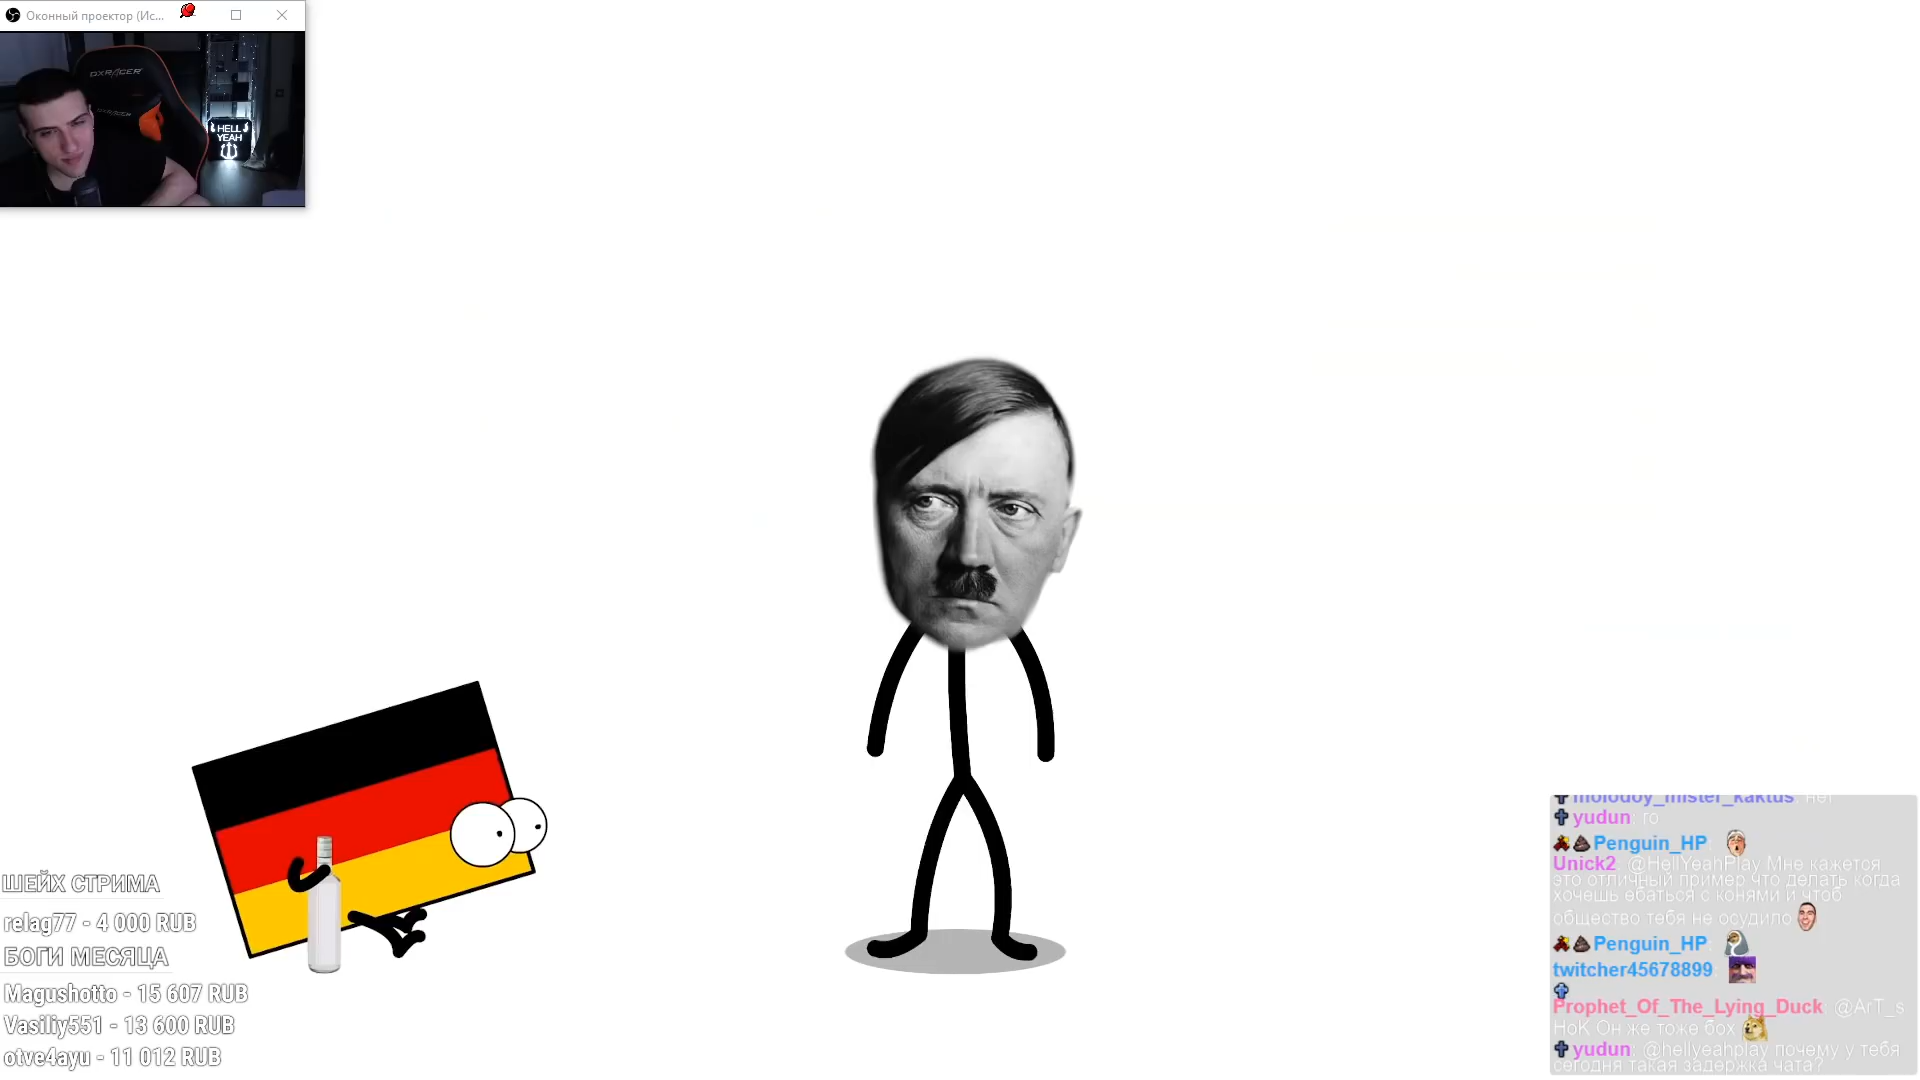 Оконный проектор (Ис...
DXRACER
HELL
YEAH
ШЕЙХ СТРИМА
relag77 - 4 000 RUB
БОГИ МЕСЯЦА
Magushotto - 15 607 RUB
Vasiliy551 - 13 600 RUB
otve4ayu - 11 012 RUB
molodoy_mister_kaktus: нет
yudun: го
Penguin_HP:
Unick2: @HellYeahPlay Мне кажется,
это отличный пример что делать когда
хочешь ебаться с конями и чтоб
общество тебя не осудило
Penguin_HP:
twitcher45678899:
Prophet_Of_The_Lying_Duck: @ArT_s
HoK Он же тоже бох
yudun: @hellyeahplay почему у тебя
сегодня такая задержка чата?